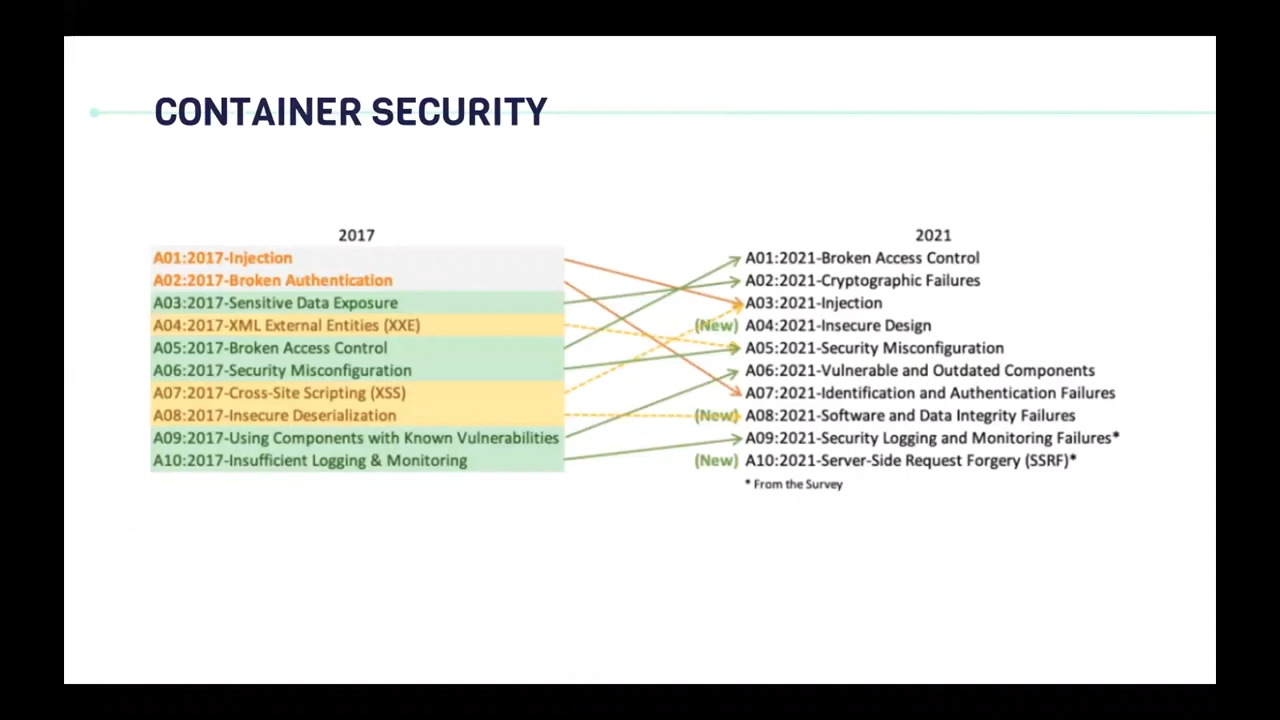 CONTAINER SECURITY
2017
A01:2017-Injection
A02:2017-Broken Authentication
A03:2017-Sensitive Data Exposure
A04:2017-XML External Entities (XXE)
A05:2017-Broken Access Control
A06:2017-Security Misconfiguration
A07:2017-Cross-Site Scripting (XSS)
A08:2017-Insecure Deserialization
A09:2017-Using Components with Known Vulnerabilities
A10:2017-Insufficient Logging & Monitoring
2021
A01:2021-Broken Access Control
A02:2021-Cryptographic Failures
A03:2021-Injection
(New) A04:2021-Insecure Design
A05:2021-Security Misconfiguration
A06:2021-Vulnerable and Outdated Components
A07:2021-Identification and Authentication Failures
(New) A08:2021-Software and Data Integrity Failures
A09:2021-Security Logging and Monitoring Failures*
(New) A10:2021-Server-Side Request Forgery (SSRF)*
* From the Survey